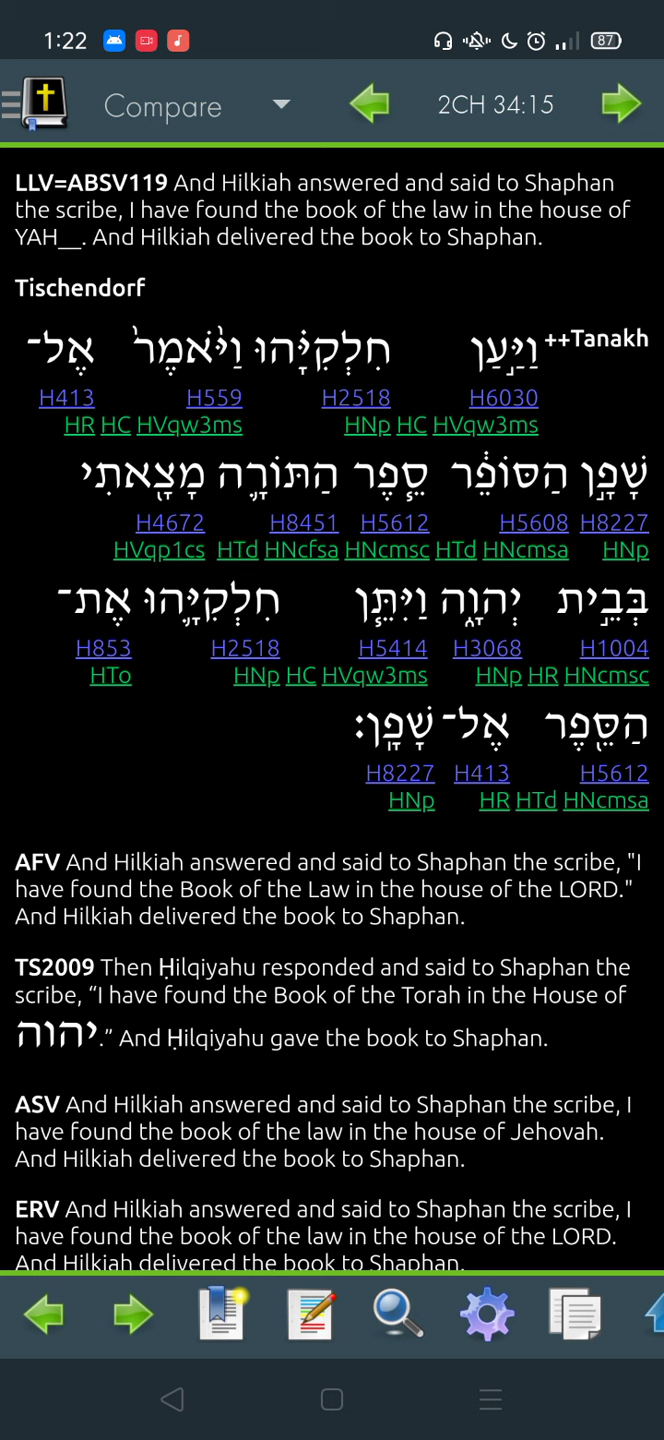 1:22
87
Compare
2CH 34:15
LLV=ABSV119 And Hilkiah answered and said to Shaphan
the scribe, I have found the book of the law in the house of
YAH__. And Hilkiah delivered the book to Shaphan.
Tischendorf
++Tanakh וַיַּ֣עַן חִלְקִיָּ֗הוּ וַיֹּ֙אמֶר֙ אֶל־
H413 H559 H2518 H6030
HR HC HVqw3ms HNp HC HVqw3ms
שָׁפָ֣ן הַסּוֹפֵ֔ר סֵ֧פֶר הַתּוֹרָ֛ה מָצָ֖אתִי
H4672 H8451 H5612 H5608 H8227
HVqp1cs HTd HNcfsa HNcmsc HTd HNcmsa HNp
בְּבֵ֣ית יְהוָ֑ה וַיִּתֵּ֧ן חִלְקִיָּ֛הוּ אֶת־
H853 H2518 H5414 H3068 H1004
HTo HNp HC HVqw3ms HNp HR HNcmsc
הַסֵּ֖פֶר אֶל־ שָׁפָֽן׃
H8227 H413 H5612
HNp HR HTd HNcmsa
AFV And Hilkiah answered and said to Shaphan the scribe, "I
have found the Book of the Law in the house of the LORD."
And Hilkiah delivered the book to Shaphan.
TS2009 Then Ḥilqiyahu responded and said to Shaphan the
scribe, “I have found the Book of the Torah in the House of
יהוה.” And Ḥilqiyahu gave the book to Shaphan.
ASV And Hilkiah answered and said to Shaphan the scribe, I
have found the book of the law in the house of Jehovah.
And Hilkiah delivered the book to Shaphan.
ERV And Hilkiah answered and said to Shaphan the scribe, I
have found the book of the law in the house of the LORD.
And Hilkiah delivered the book to Shaphan.